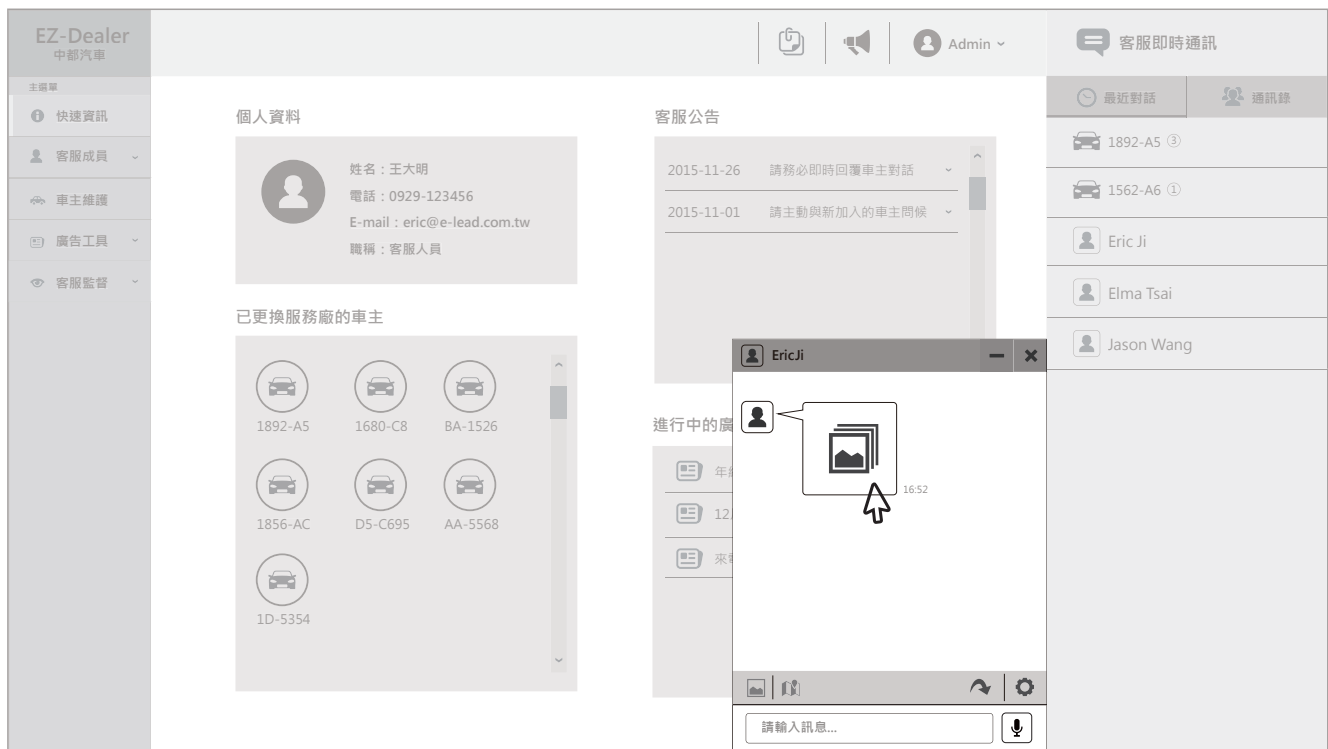 EZ-Dealer
中都汽車
主選單
快速資訊
客服成員
車主維護
廣告工具
客服監督
Admin
個人資料
姓名：王大明
電話：0929-123456
E-mail：eric@e-lead.com.tw
職稱：客服人員
已更換服務廠的車主
1892-A5
1680-C8
BA-1526
1856-AC
D5-C695
AA-5568
1D-5354
客服公告
2015-11-26 請務必即時回覆車主對話
2015-11-01 請主動與新加入的車主問候
進行中的廣
年
12
來
EricJi
16:52
請輸入訊息...
客服即時通訊
最近對話
通訊錄
1892-A5 ③
1562-A6 ①
Eric Ji
Elma Tsai
Jason Wang